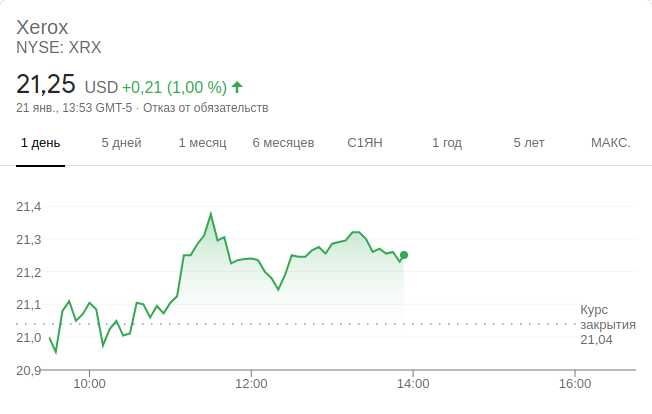 Xerox
NYSE: XRX
21,25 USD +0,21 (1,00 %)
21 янв., 13:53 GMT-5 · Отказ от обязательств
1 день 5 дней 1 месяц 6 месяцев С1ЯН 1 год 5 лет МАКС.
21,4
21,3
21,2
21,1
21,0
20,9
Курс
закрытия
21,04
10:00 12:00 14:00 16:00